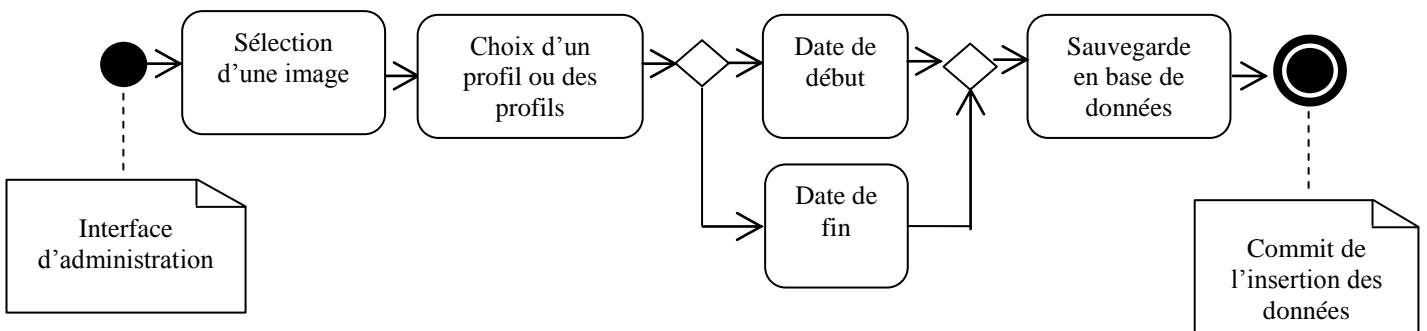 Sélection
d’une image
Choix d’un
profil ou des
profils
Date de
début
Sauvegarde
en base de
données
Date de
fin
Interface
d’administration
Commit de
l’insertion des
données